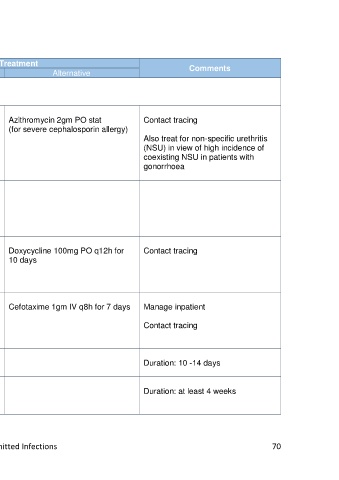 Treatment
Comments
Alternative
Azithromycin 2gm PO stat
(for severe cephalosporin allergy)
Contact tracing
Also treat for non-specific urethritis
(NSU) in view of high incidence of
coexisting NSU in patients with
gonorrhoea
Doxycycline 100mg PO q12h for
10 days
Contact tracing
Cefotaxime 1gm IV q8h for 7 days
Manage inpatient
Contact tracing
Duration: 10 -14 days
Duration: at least 4 weeks
mitted Infections
70